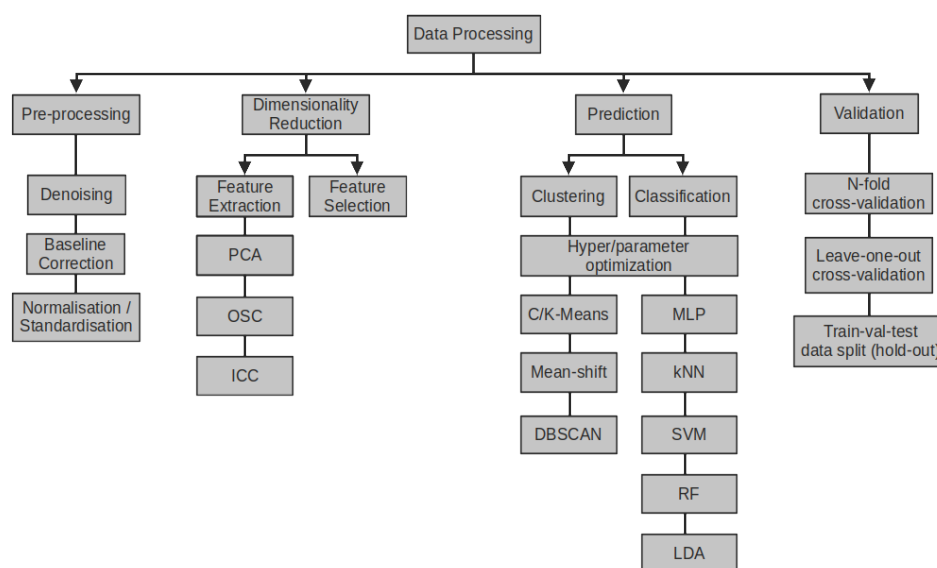 Data Processing
Pre-processing
Dimensionality
Reduction
Prediction
Validation
Denoising
Baseline
Correction
Normalisation /
Standardisation
Feature
Extraction
Feature
Selection
PCA
OSC
ICC
Clustering
Classification
Hyper/parameter
optimization
C/K-Means
MLP
Mean-shift
kNN
DBSCAN
SVM
RF
LDA
N-fold
cross-validation
Leave-one-out
cross-validation
Train-val-test
data split (hold-out)